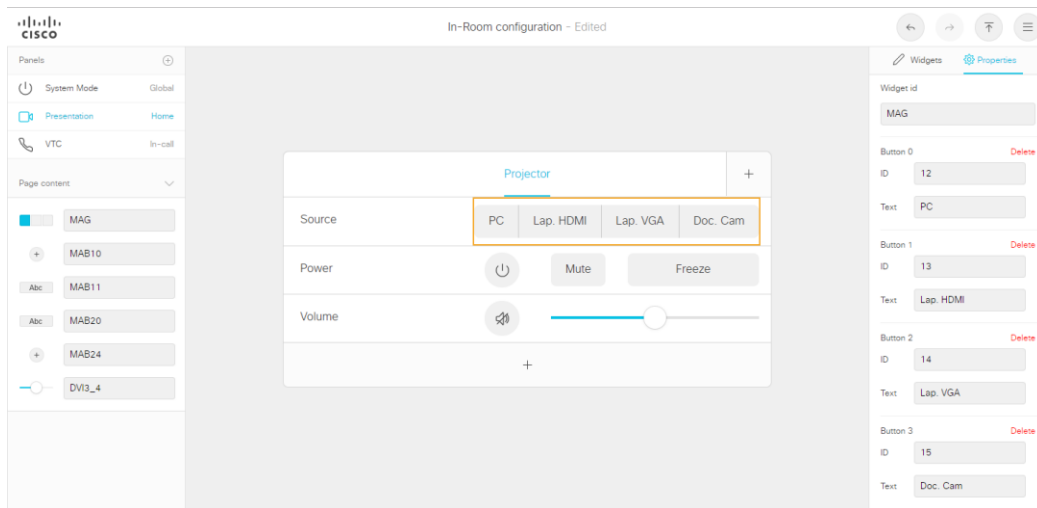 CISCO
In-Room configuration - Edited
Panels
System Mode Global
Presentation Home
VTC In-call
Page content
MAG
MAB10
Abc MAB11
Abc MAB20
MAB24
DVI3_4
Projector +
Source PC Lap. HDMI Lap. VGA Doc. Cam
Power Mute Freeze
Volume
+
Widgets Properties
Widget id
MAG
Button 0 Delete
ID 12
Text PC
Button 1 Delete
ID 13
Text Lap. HDMI
Button 2 Delete
ID 14
Text Lap. VGA
Button 3 Delete
ID 15
Text Doc. Cam